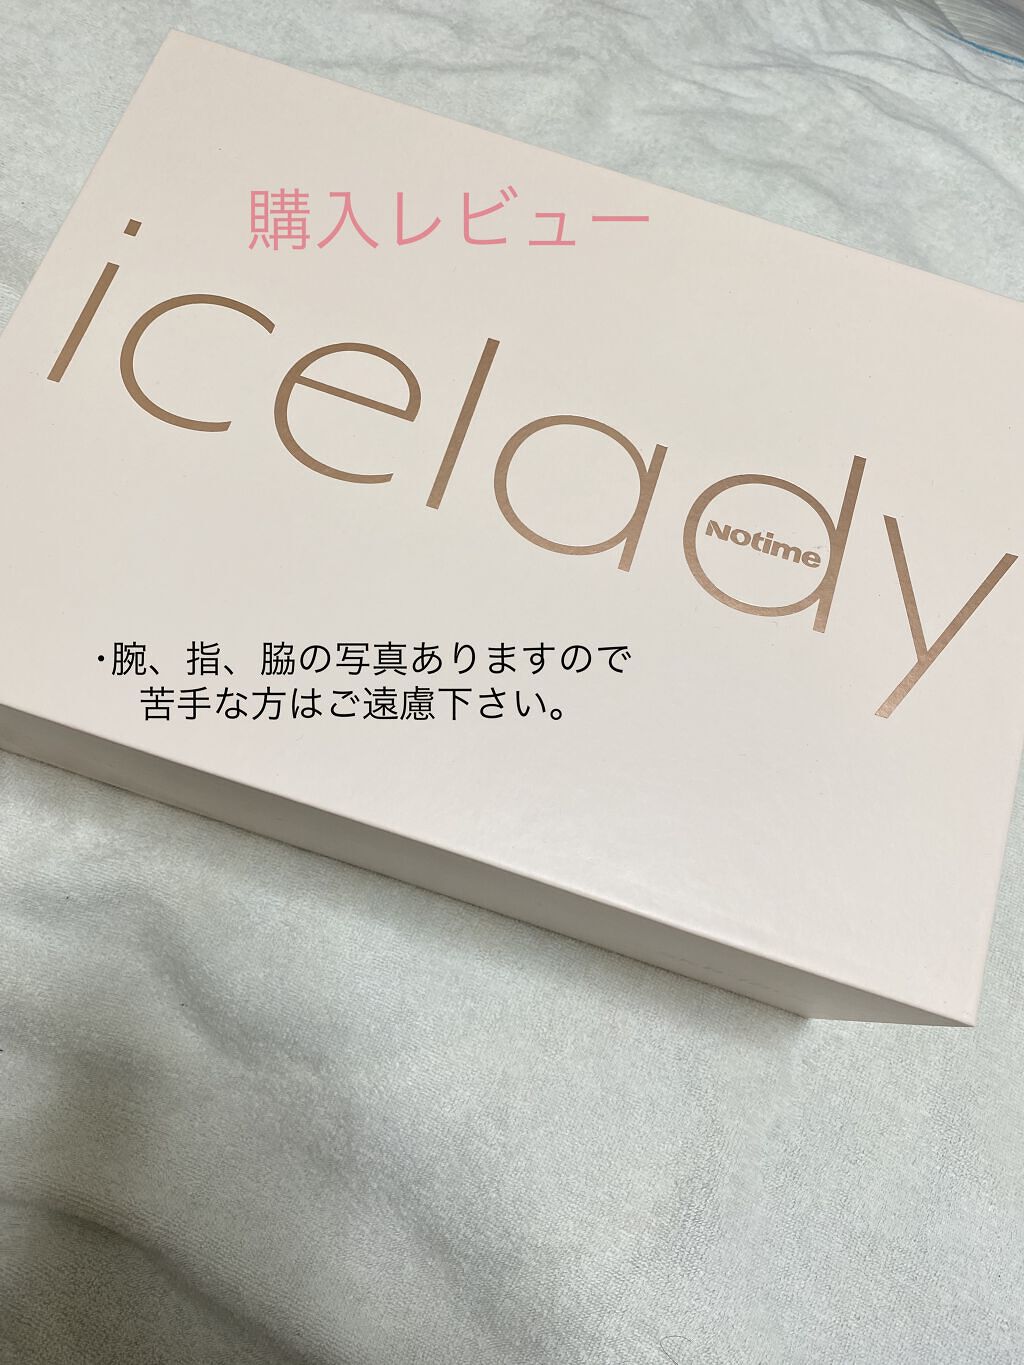 購入レビュー
icelady
Notime
・腕、指、脇の写真ありますので
苦手な方はご遠慮下さい。